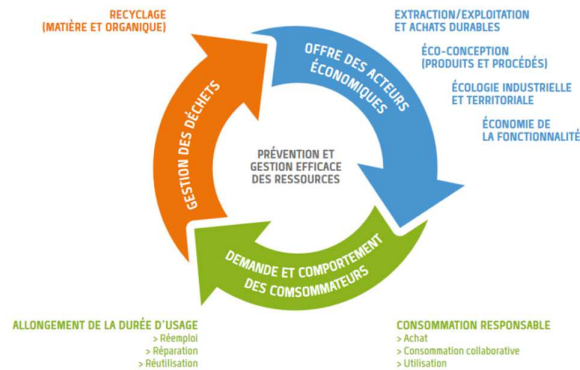 RECYCLAGE
(MATIÈRE ET ORGANIQUE)
EXTRACTION/EXPLOITATION
ET ACHATS DURABLES
ÉCO-CONCEPTION
(PRODUITS ET PROCÉDÉS)
ÉCOLOGIE INDUSTRIELLE
ET TERRITORIALE
ÉCONOMIE DE
LA FONCTIONNALITÉ
OFFRE DES ACTEURS
ÉCONOMIQUES
GESTION DES DÉCHETS
PRÉVENTION ET
GESTION EFFICACE
DES RESSOURCES
DEMANDE ET COMPORTEMENT
DES COMSOMMATEURS
ALLONGEMENT DE LA DURÉE D'USAGE
> Réemploi
> Réparation
> Réutilisation
CONSOMMATION RESPONSABLE
> Achat
> Consommation collaborative
> Utilisation